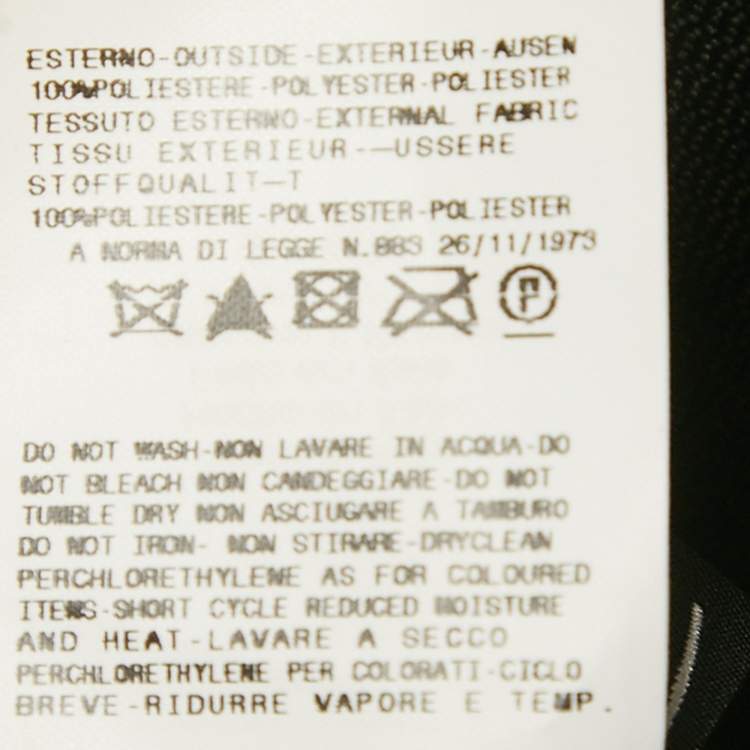 ESTERNO-OUTSIDE-EXTERIEUR-AUSEN
100%POLIESTERE-POLYESTER-POLIESTER
TESSUTO ESTERNO-EXTERNAL FABRIC
TISSU EXTERIEUR-—USSERE
STOFFQUALIT—T
100%POLIESTERE-POLYESTER-POLIESTER
A NORMA DI LEGGE N.883 26/11/1973
P
DO NOT WASH-NON LAVARE IN ACQUA-DO
NOT BLEACH NON CANDEGGIARE-DO NOT
TUMBLE DRY NON ASCIUGARE A TAMBURO
DO NOT IRON- NON STIRARE-DRYCLEAN
PERCHLORETHYLENE AS FOR COLOURED
ITEMS-SHORT CYCLE REDUCED MOISTURE
AND HEAT-LAVARE A SECCO
PERCHLORETHYLENE PER COLORATI-CICLO
BREVE-RIDURRE VAPORE E TEMP.